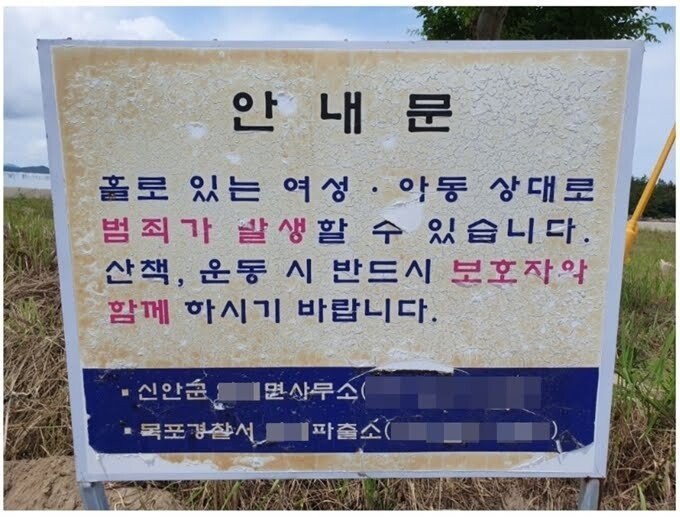 안 내 문
홀로 있는 여성 · 아동 상대로
범죄가 발생할 수 있습니다.
산책, 운동 시 반드시 보호자와
함께 하시기 바랍니다.
▪ 신안군 면사무소(
▪ 목포경찰서 파출소( )